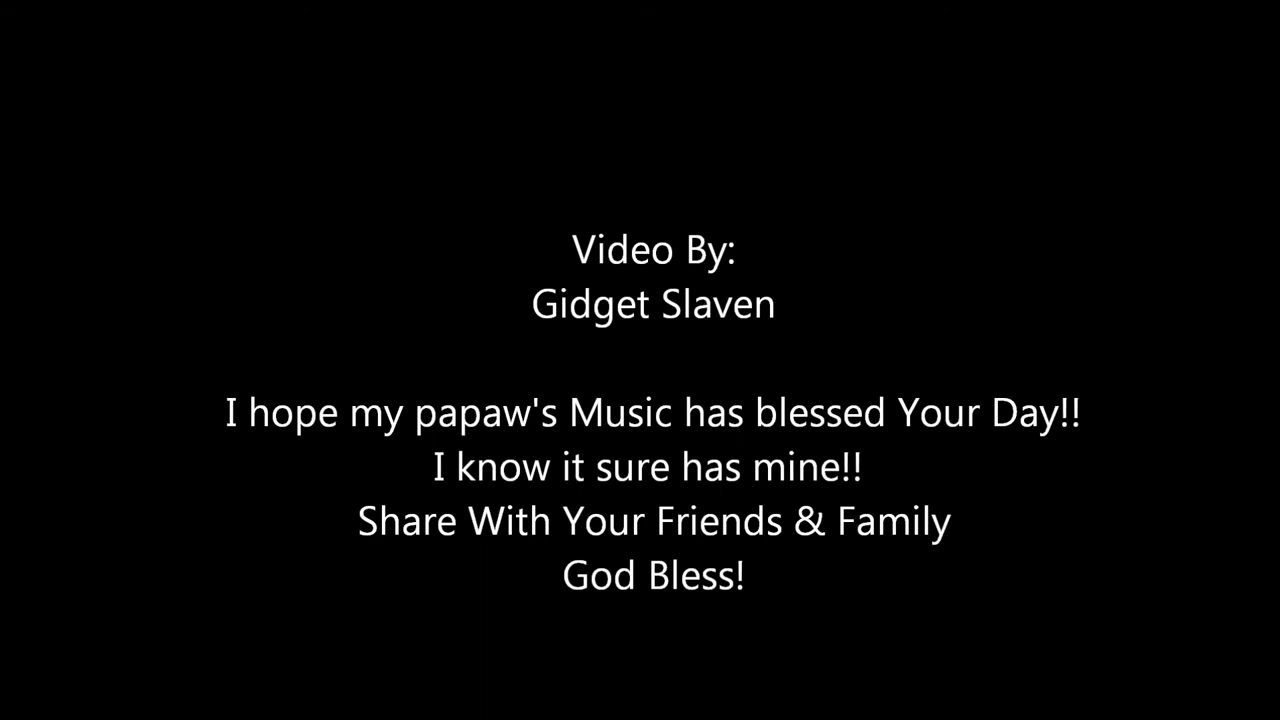 Video By:
Gidget Slaven
I hope my papaw's Music has blessed Your Day!!
I know it sure has mine!!
Share With Your Friends & Family
God Bless!